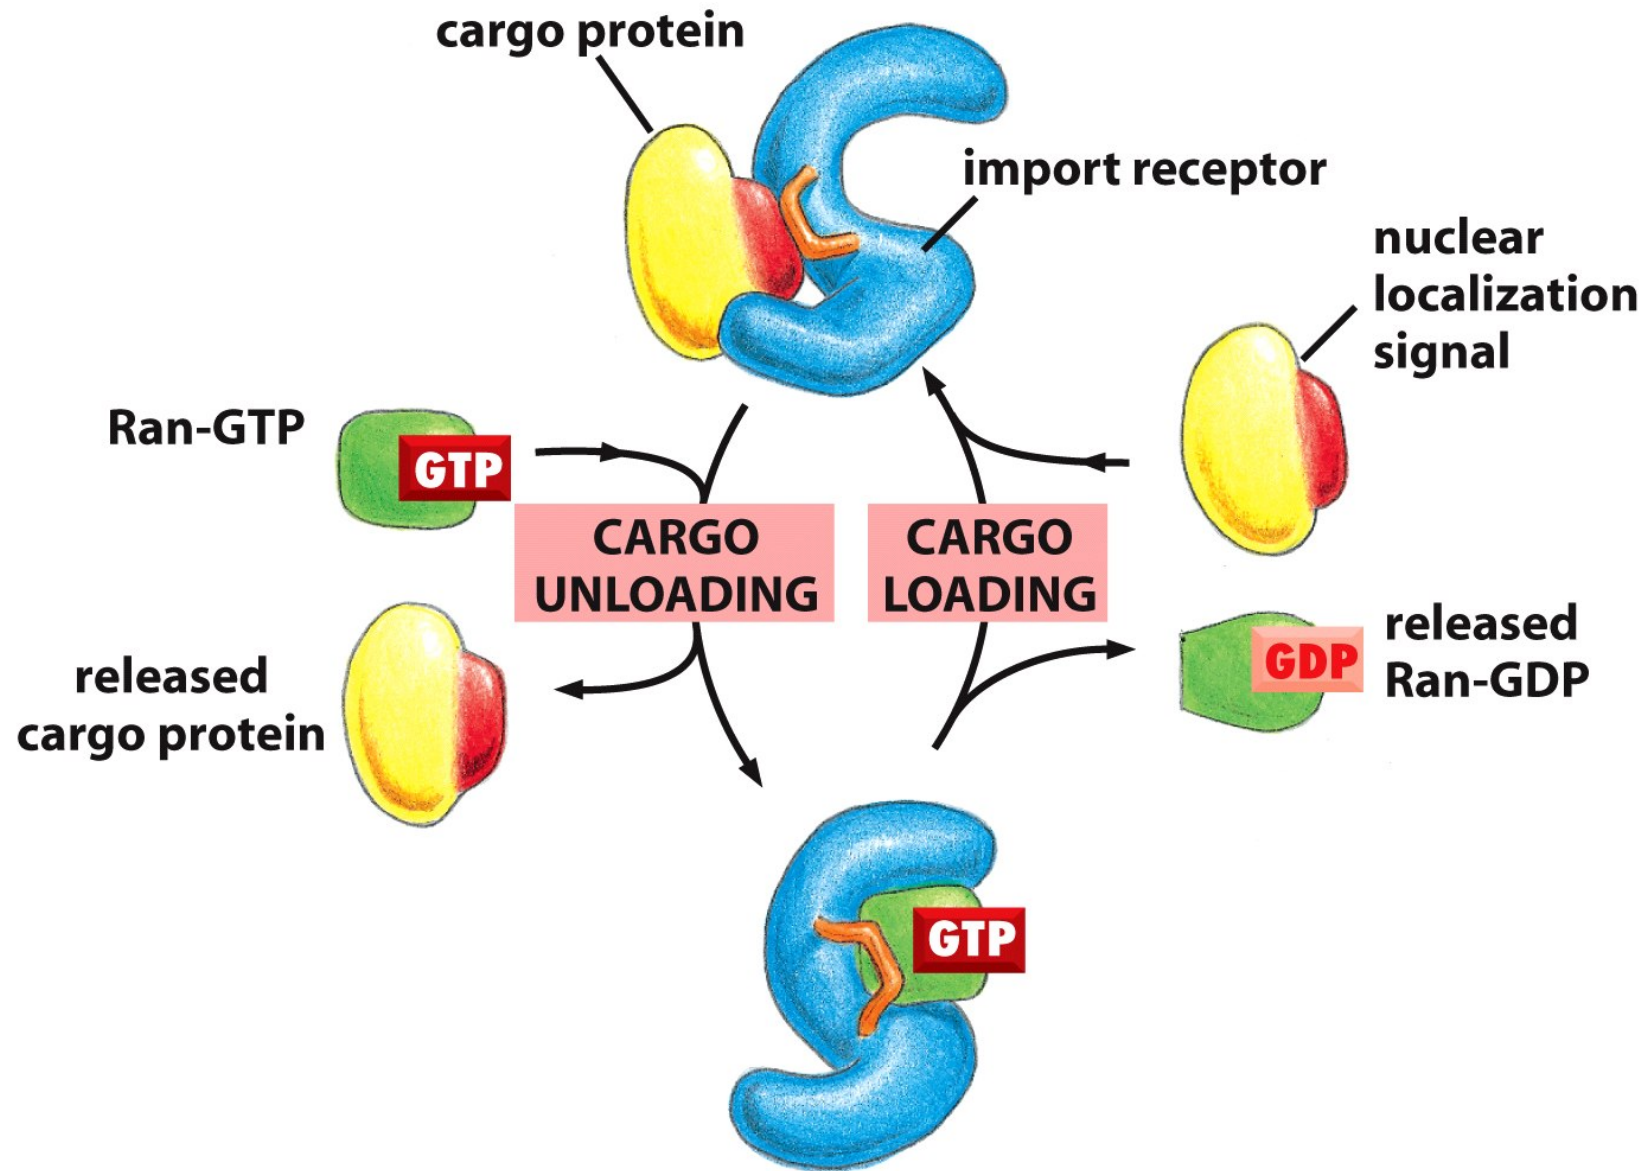 cargo protein
import receptor
nuclear
localization
signal
Ran-GTP
GTP
CARGO
UNLOADING
CARGO
LOADING
released
cargo protein
GDP
released
Ran-GDP
GTP